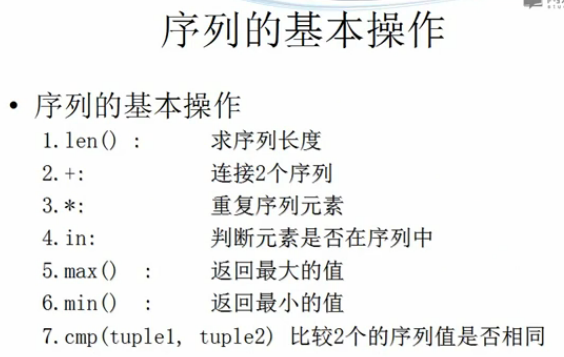 序列的基本操作
• 序列的基本操作
1.len() : 求序列长度
2.+: 连接2个序列
3.*: 重复序列元素
4.in: 判断元素是否在序列中
5.max() : 返回最大的值
6.min() : 返回最小的值
7.cmp(tuple1, tuple2) 比较2个的序列值是否相同